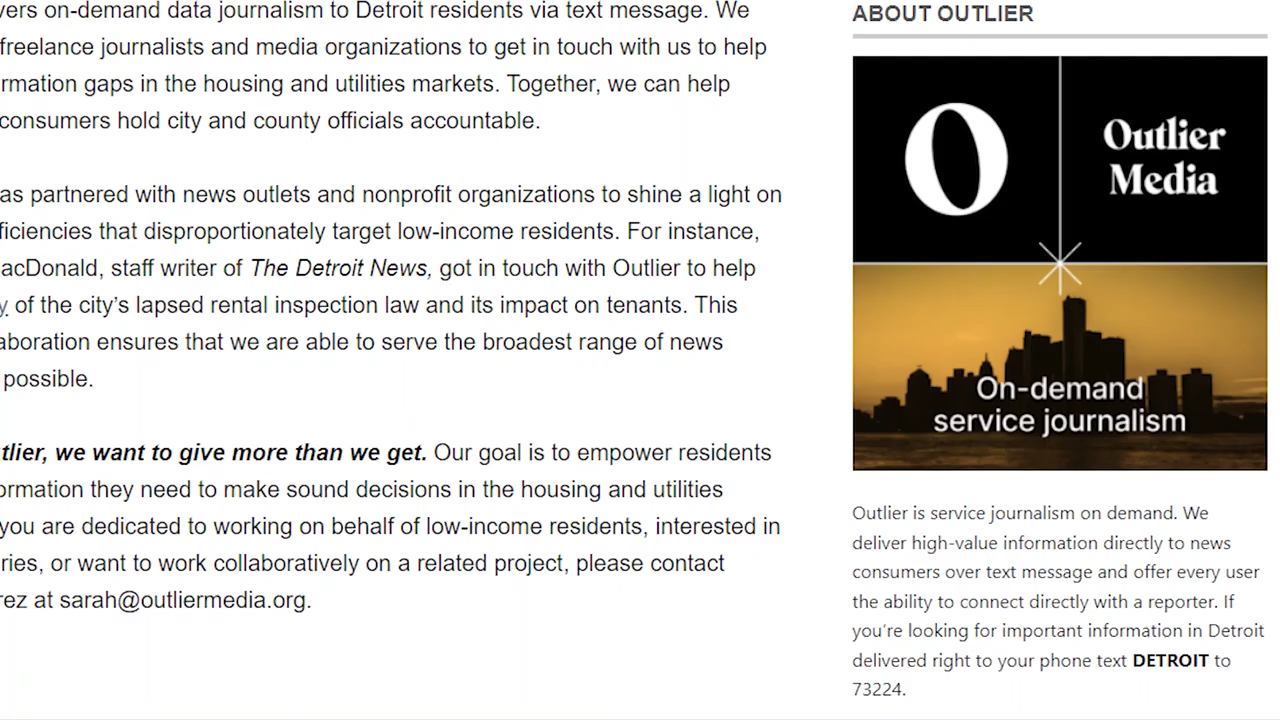 vers on-demand data journalism to Detroit residents via text message. We
freelance journalists and media organizations to get in touch with us to help
rmation gaps in the housing and utilities markets. Together, we can help
consumers hold city and county officials accountable.
as partnered with news outlets and nonprofit organizations to shine a light on
ficiencies that disproportionately target low-income residents. For instance,
acDonald, staff writer of The Detroit News, got in touch with Outlier to help
y of the city's lapsed rental inspection law and its impact on tenants. This
aboration ensures that we are able to serve the broadest range of news
possible.
tlier, we want to give more than we get. Our goal is to empower residents
ormation they need to make sound decisions in the housing and utilities
you are dedicated to working on behalf of low-income residents, interested in
ries, or want to work collaboratively on a related project, please contact
rez at sarah@outliermedia.org.
ABOUT OUTLIER
O
Outlier
Media
On-demand
service journalism
Outlier is service journalism on demand. We
deliver high-value information directly to news
consumers over text message and offer every user
the ability to connect directly with a reporter. If
you're looking for important information in Detroit
delivered right to your phone text DETROIT to
73224.